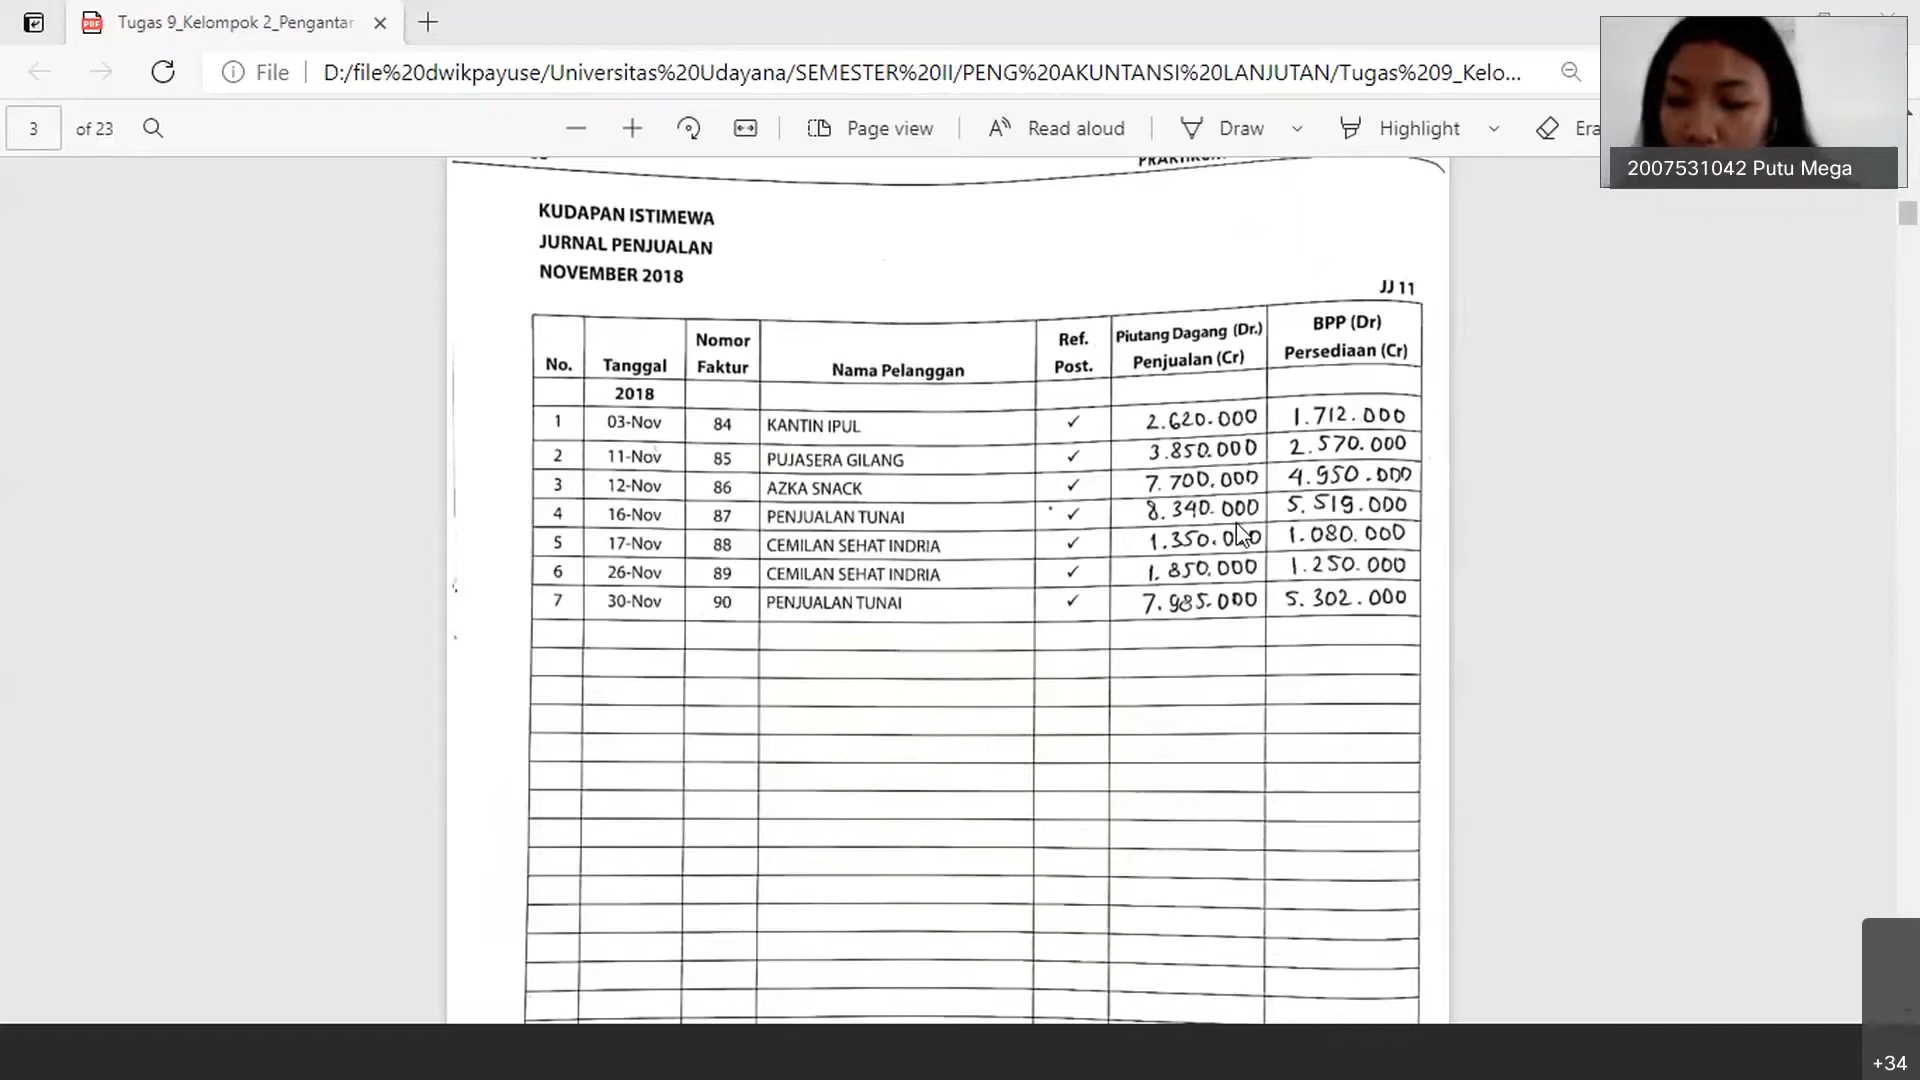 Tugas 9_Kelompok 2_Pengantar
File
D:/file%20dwikpayuse/Universitas%20Udayana/SEMESTER%20II/PENG%20AKUNTANSI%20LANJUTAN/Tugas%209_Kelo...
3 of 23
Page view
Read aloud
Draw
Highlight
Era
2007531042 Putu Mega
KUDAPAN ISTIMEWA
JURNAL PENJUALAN
NOVEMBER 2018
JJ 11
No. Tanggal Nomor Faktur Nama Pelanggan Ref. Post. Piutang Dagang (Dr.) Penjualan (Cr) BPP (Dr) Persediaan (Cr)
2018
1 03-Nov 84 KANTIN IPUL ✓ 2.620.000 1.712.000
2 11-Nov 85 PUJASERA GILANG ✓ 3.850.000 2.570.000
3 12-Nov 86 AZKA SNACK ✓ 7.700.000 4.950.000
4 16-Nov 87 PENJUALAN TUNAI ✓ 8.340.000 5.519.000
5 17-Nov 88 CEMILAN SEHAT INDRIA ✓ 1.350.000 1.080.000
6 26-Nov 89 CEMILAN SEHAT INDRIA ✓ 1.850.000 1.250.000
7 30-Nov 90 PENJUALAN TUNAI ✓ 7.985.000 5.302.000
+34